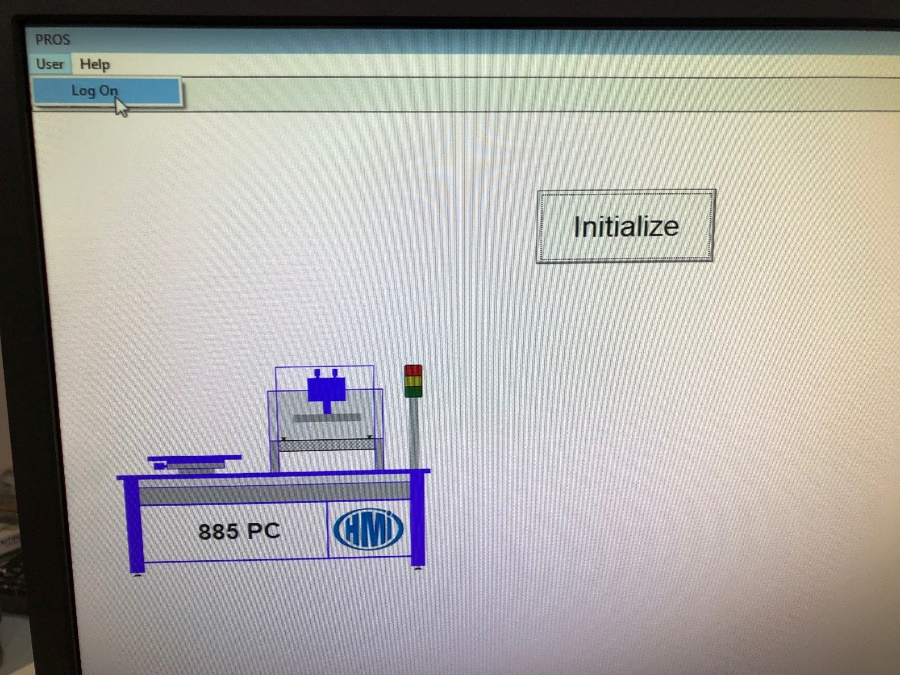 PROS
User Help
Log On
Initialize
885 PC
HMi